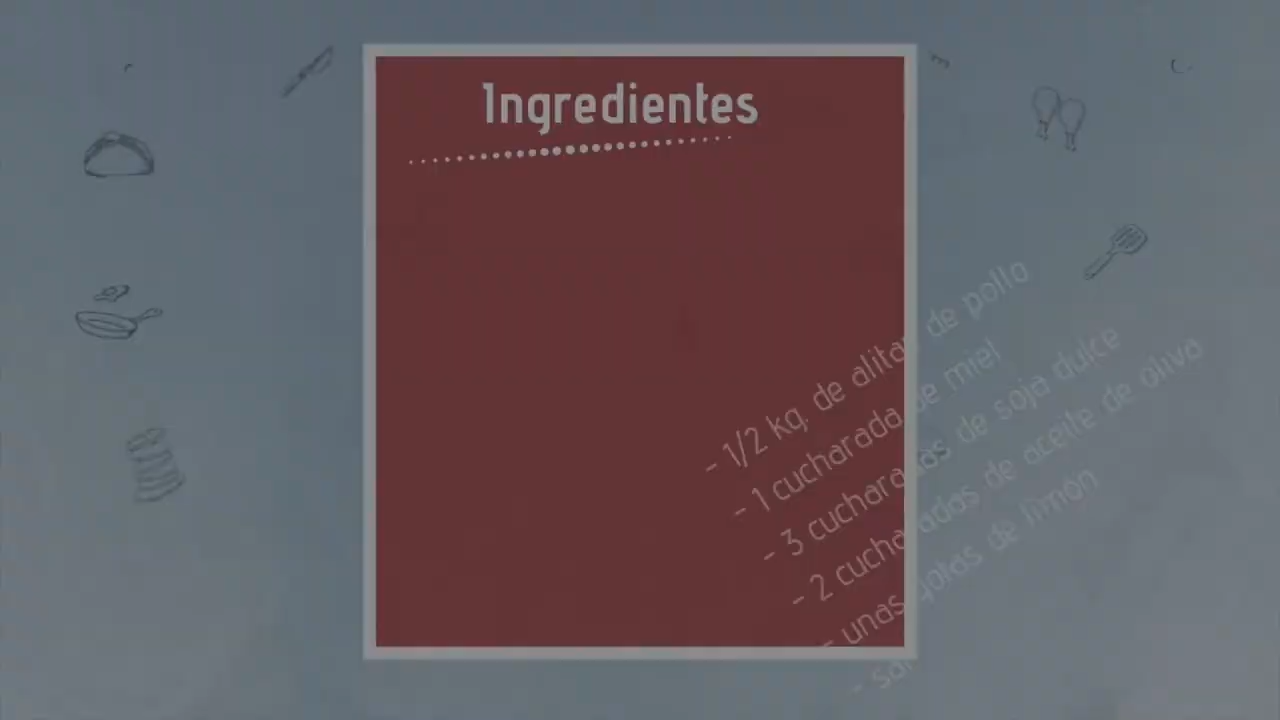 Ingredientes
- 1/2 kg. de alitas de pollo
- 1 cucharada de miel
- 3 cucharadas de soja dulce
- 2 cucharadas de aceite de oliva
- unas gotas de limón